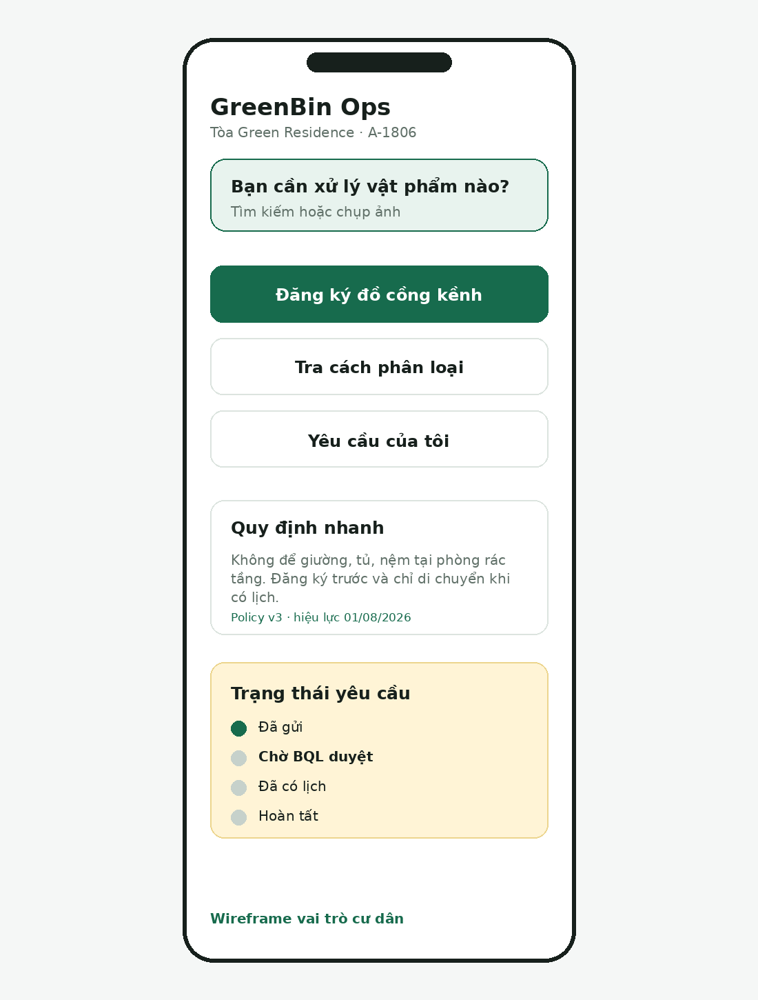 GreenBin Ops
Tòa Green Residence · A-1806
Bạn cần xử lý vật phẩm nào?
Tìm kiếm hoặc chụp ảnh
Đăng ký đồ cồng kềnh
Tra cách phân loại
Yêu cầu của tôi
Quy định nhanh
Không để giường, tủ, nệm tại phòng rác
tầng. Đăng ký trước và chỉ di chuyển khi
có lịch.
Policy v3 · hiệu lực 01/08/2026
Trạng thái yêu cầu
Đã gửi
Chờ BQL duyệt
Đã có lịch
Hoàn tất
Wireframe vai trò cư dân